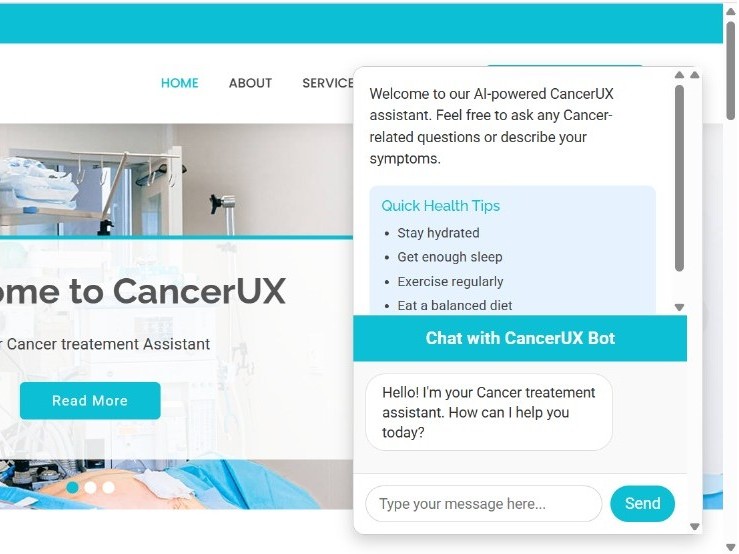 HOME ABOUT SERVICE
ome to CancerUX
r Cancer treatement Assistant
Read More
Welcome to our AI-powered CancerUX
assistant. Feel free to ask any Cancer-
related questions or describe your
symptoms.
Quick Health Tips
• Stay hydrated
• Get enough sleep
• Exercise regularly
• Eat a balanced diet
Chat with CancerUX Bot
Hello! I'm your Cancer treatement
assistant. How can I help you
today?
Type your message here...
Send